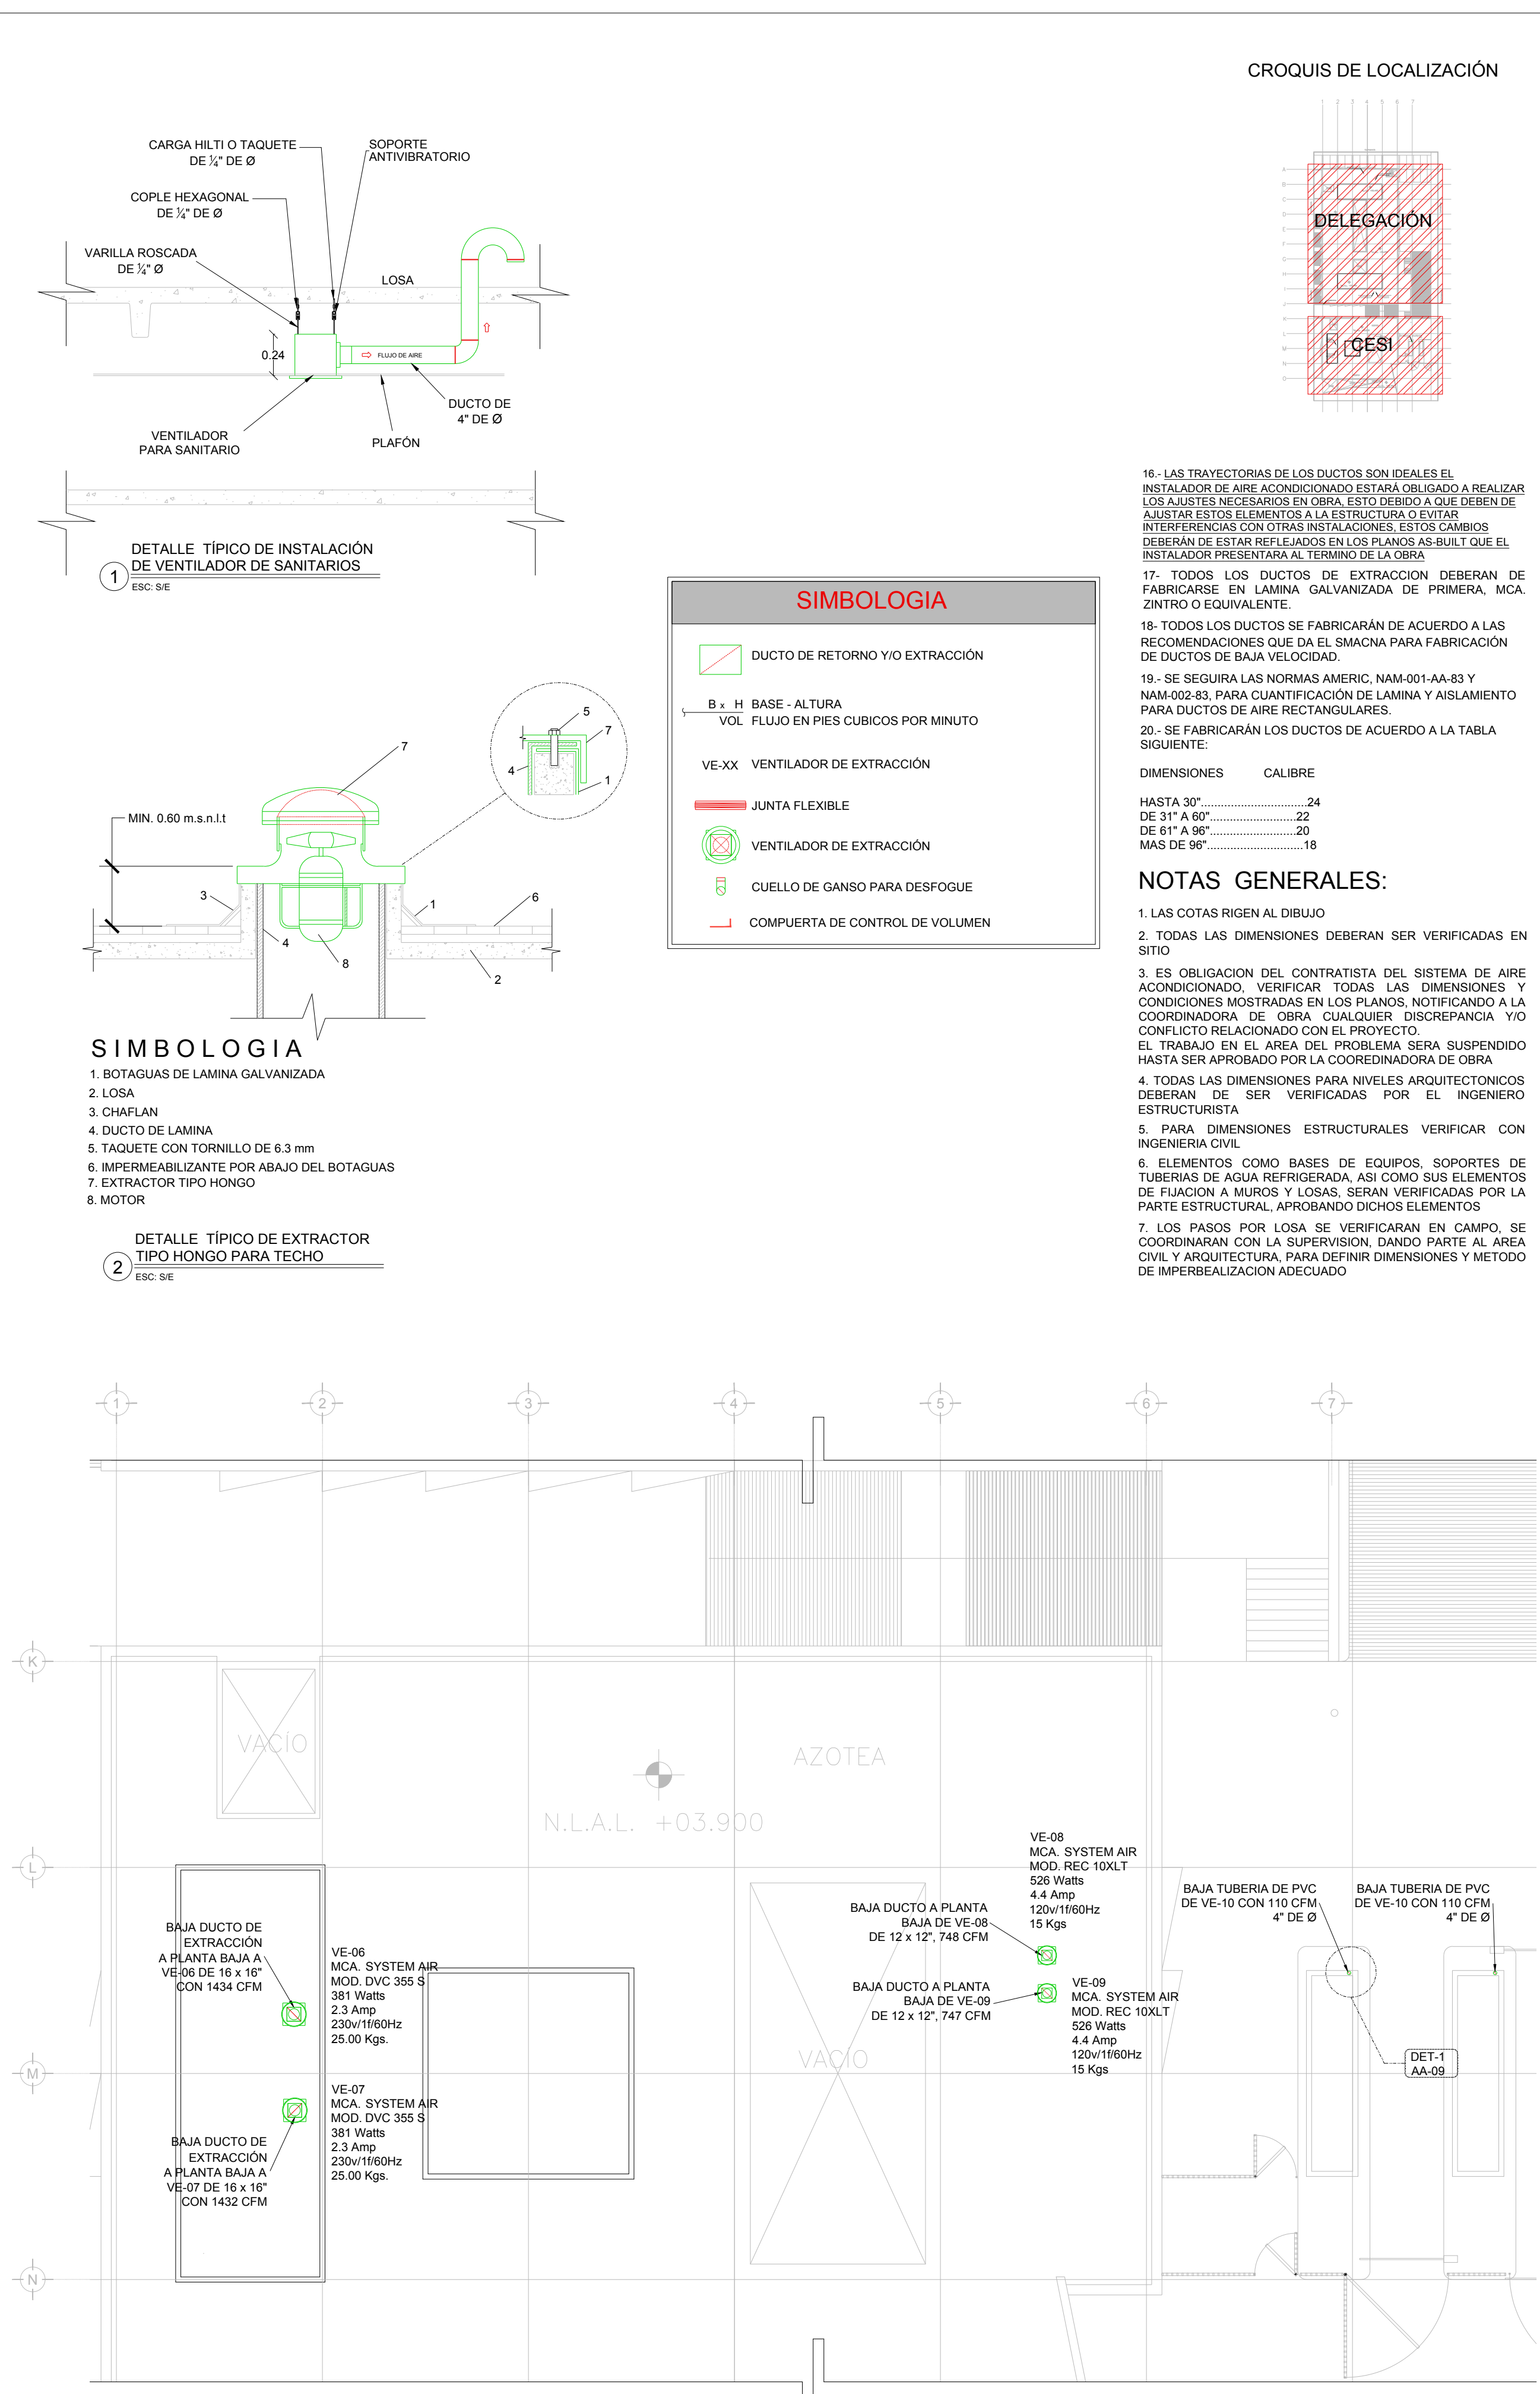 CROQUIS DE LOCALIZACIÓN
1 2 3 4 5 6 7
A
B
C
D
E
F
G
H
I
J
K
L
M
N
O
DELEGACIÓN
CESI
CARGA HILTI O TAQUETE
DE ¼" DE Ø
SOPORTE
ANTIVIBRATORIO
COPLE HEXAGONAL
DE ¼" DE Ø
VARILLA ROSCADA
DE ¼" Ø
LOSA
0.24
FLUJO DE AIRE
DUCTO DE
4" DE Ø
VENTILADOR
PARA SANITARIO
PLAFÓN
1
DETALLE TÍPICO DE INSTALACIÓN
DE VENTILADOR DE SANITARIOS
ESC: S/E
16.- LAS TRAYECTORIAS DE LOS DUCTOS SON IDEALES EL
INSTALADOR DE AIRE ACONDICIONADO ESTARÁ OBLIGADO A REALIZAR
LOS AJUSTES NECESARIOS EN OBRA, ESTO DEBIDO A QUE DEBEN DE
AJUSTAR ESTOS ELEMENTOS A LA ESTRUCTURA O EVITAR
INTERFERENCIAS CON OTRAS INSTALACIONES, ESTOS CAMBIOS
DEBERÁN DE ESTAR REFLEJADOS EN LOS PLANOS AS-BUILT QUE EL
INSTALADOR PRESENTARA AL TERMINO DE LA OBRA
17- TODOS LOS DUCTOS DE EXTRACCION DEBERAN DE
FABRICARSE EN LAMINA GALVANIZADA DE PRIMERA, MCA.
ZINTRO O EQUIVALENTE.
18- TODOS LOS DUCTOS SE FABRICARÁN DE ACUERDO A LAS
RECOMENDACIONES QUE DA EL SMACNA PARA FABRICACIÓN
DE DUCTOS DE BAJA VELOCIDAD.
19.- SE SEGUIRA LAS NORMAS AMERIC, NAM-001-AA-83 Y
NAM-002-83, PARA CUANTIFICACIÓN DE LAMINA Y AISLAMIENTO
PARA DUCTOS DE AIRE RECTANGULARES.
20.- SE FABRICARÁN LOS DUCTOS DE ACUERDO A LA TABLA
SIGUIENTE:
DIMENSIONES CALIBRE
HASTA 30"................................24
DE 31" A 60"..........................22
DE 61" A 96"..........................20
MAS DE 96".............................18
SIMBOLOGIA
DUCTO DE RETORNO Y/O EXTRACCIÓN
B x H BASE - ALTURA
VOL FLUJO EN PIES CUBICOS POR MINUTO
VE-XX VENTILADOR DE EXTRACCIÓN
JUNTA FLEXIBLE
VENTILADOR DE EXTRACCIÓN
CUELLO DE GANSO PARA DESFOGUE
COMPUERTA DE CONTROL DE VOLUMEN
5
7
4
1
7
MIN. 0.60 m.s.n.l.t
3
1
6
4
8
2
SIMBOLOGIA
1. BOTAGUAS DE LAMINA GALVANIZADA
2. LOSA
3. CHAFLAN
4. DUCTO DE LAMINA
5. TAQUETE CON TORNILLO DE 6.3 mm
6. IMPERMEABILIZANTE POR ABAJO DEL BOTAGUAS
7. EXTRACTOR TIPO HONGO
8. MOTOR
2
DETALLE TÍPICO DE EXTRACTOR
TIPO HONGO PARA TECHO
ESC: S/E
NOTAS GENERALES:
1. LAS COTAS RIGEN AL DIBUJO
2. TODAS LAS DIMENSIONES DEBERAN SER VERIFICADAS EN
SITIO
3. ES OBLIGACION DEL CONTRATISTA DEL SISTEMA DE AIRE
ACONDICIONADO, VERIFICAR TODAS LAS DIMENSIONES Y
CONDICIONES MOSTRADAS EN LOS PLANOS, NOTIFICANDO A LA
COORDINADORA DE OBRA CUALQUIER DISCREPANCIA Y/O
CONFLICTO RELACIONADO CON EL PROYECTO.
EL TRABAJO EN EL AREA DEL PROBLEMA SERA SUSPENDIDO
HASTA SER APROBADO POR LA COOREDINADORA DE OBRA
4. TODAS LAS DIMENSIONES PARA NIVELES ARQUITECTONICOS
DEBERAN DE SER VERIFICADAS POR EL INGENIERO
ESTRUCTURISTA
5. PARA DIMENSIONES ESTRUCTURALES VERIFICAR CON
INGENIERIA CIVIL
6. ELEMENTOS COMO BASES DE EQUIPOS, SOPORTES DE
TUBERIAS DE AGUA REFRIGERADA, ASI COMO SUS ELEMENTOS
DE FIJACION A MUROS Y LOSAS, SERAN VERIFICADAS POR LA
PARTE ESTRUCTURAL, APROBANDO DICHOS ELEMENTOS
7. LOS PASOS POR LOSA SE VERIFICARAN EN CAMPO, SE
COORDINARAN CON LA SUPERVISION, DANDO PARTE AL AREA
CIVIL Y ARQUITECTURA, PARA DEFINIR DIMENSIONES Y METODO
DE IMPERBEALIZACION ADECUADO
1 2 3 4 5 6 7
K
L
M
N
VACÍO
AZOTEA
N.L.A.L. +03.900
VACÍO
BAJA DUCTO DE
EXTRACCIÓN
A PLANTA BAJA A
VE-06 DE 16 x 16"
CON 1434 CFM
VE-06
MCA. SYSTEM AIR
MOD. DVC 355 S
381 Watts
2.3 Amp
230v/1f/60Hz
25.00 Kgs.
VE-07
MCA. SYSTEM AIR
MOD. DVC 355 S
381 Watts
2.3 Amp
230v/1f/60Hz
25.00 Kgs.
BAJA DUCTO DE
EXTRACCIÓN
A PLANTA BAJA A
VE-07 DE 16 x 16"
CON 1432 CFM
VE-08
MCA. SYSTEM AIR
MOD. REC 10XLT
526 Watts
4.4 Amp
120v/1f/60Hz
15 Kgs
BAJA DUCTO A PLANTA
BAJA DE VE-08
DE 12 x 12", 748 CFM
BAJA DUCTO A PLANTA
BAJA DE VE-09
DE 12 x 12", 747 CFM
VE-09
MCA. SYSTEM AIR
MOD. REC 10XLT
526 Watts
4.4 Amp
120v/1f/60Hz
15 Kgs
BAJA TUBERIA DE PVC
DE VE-10 CON 110 CFM
4" DE Ø
BAJA TUBERIA DE PVC
DE VE-10 CON 110 CFM
4" DE Ø
DET-1
AA-09